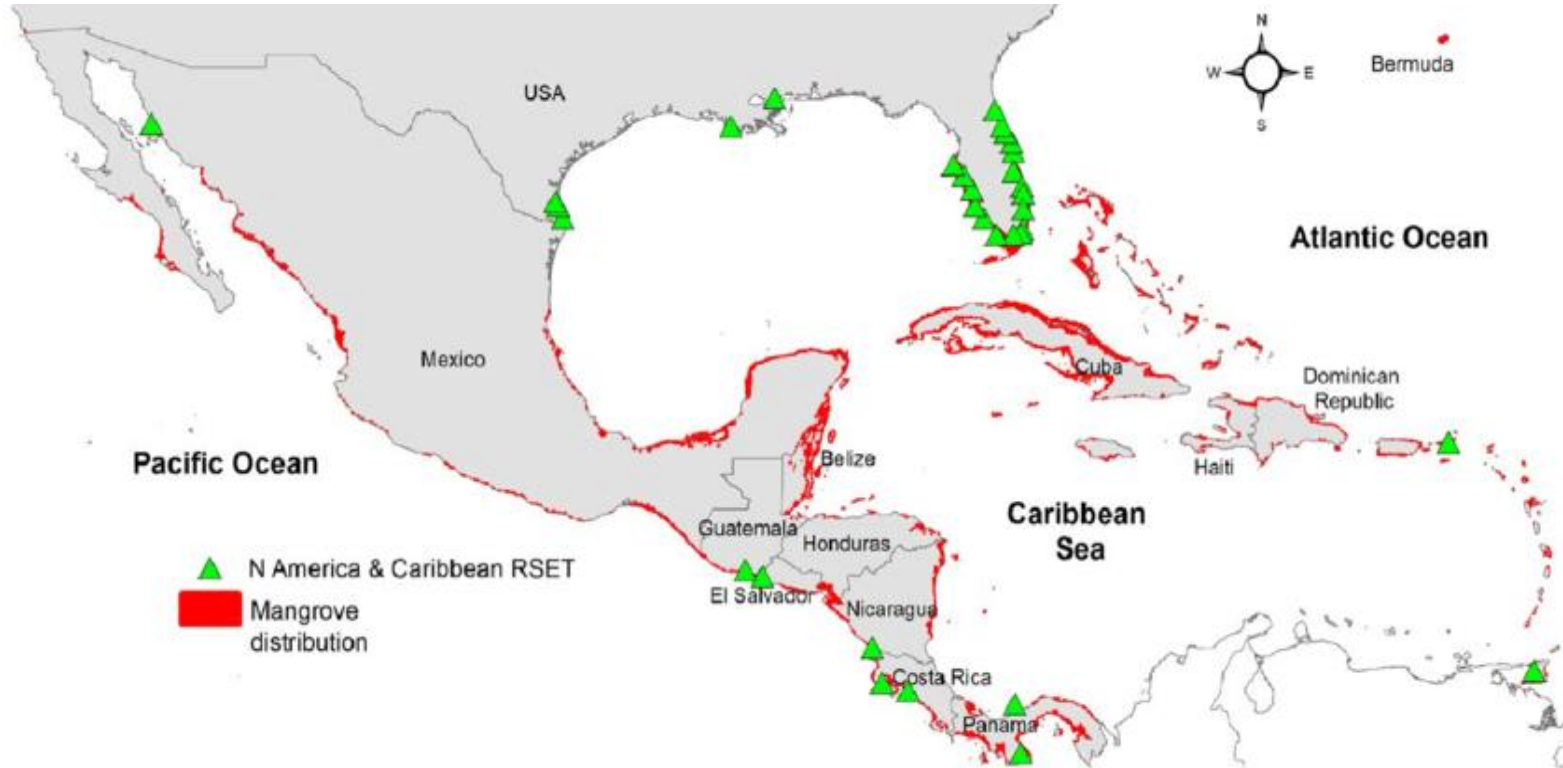 N
W
E
S
Bermuda
USA
Atlantic Ocean
Mexico
Cuba
Dominican
Republic
Pacific Ocean
Belize
Haiti
Caribbean
Sea
Guatemala
Honduras
N America & Caribbean RSET
El Salvador
Mangrove
distribution
Nicaragua
Costa Rica
Panama